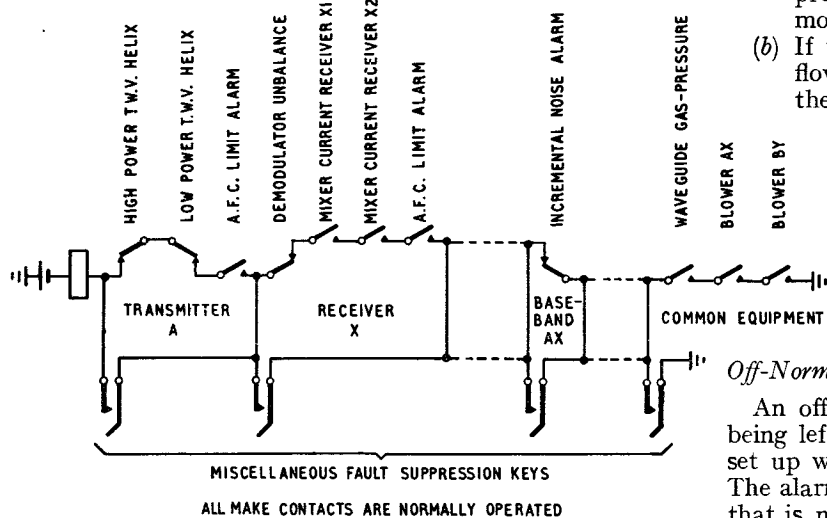 HIGH POWER T.W.V. HELIX
LOW POWER T.W.V. HELIX
A.F.C. LIMIT ALARM
DEMODULATOR UNBALANCE
MIXER CURRENT RECEIVER X1
MIXER CURRENT RECEIVER X2
A.F.C. LIMIT ALARM
INCREMENTAL NOISE ALARM
WAVEGUIDE GAS-PRESSURE
BLOWER AX
BLOWER BY
TRANSMITTER
A
RECEIVER
X
BASE-
BAND
AX
COMMON EQUIPMENT
MISCELLANEOUS FAULT SUPPRESSION KEYS
ALL MAKE CONTACTS ARE NORMALLY OPERATED
mo
(b) If
flov
the
Off-Norm
An off
being lef
set up w
The alarr
that is n